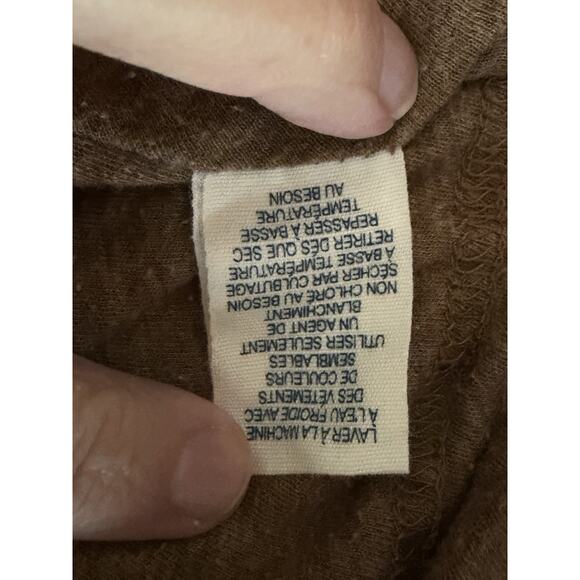 LAVER À LA MACHINE
À L'EAU FROIDE AVEC
DES VÊTEMENTS
DE COULEURS
SEMBLABLES
UTILISER SEULEMENT
UN AGENT DE
BLANCHIMENT
NON CHLORÉ AU BESOIN
SÉCHER PAR CULBUTAGE
À BASSE TEMPÉRATURE
RETIRER DÈS QUE SEC
REPASSER À BASSE
TEMPÉRATURE
AU BESOIN